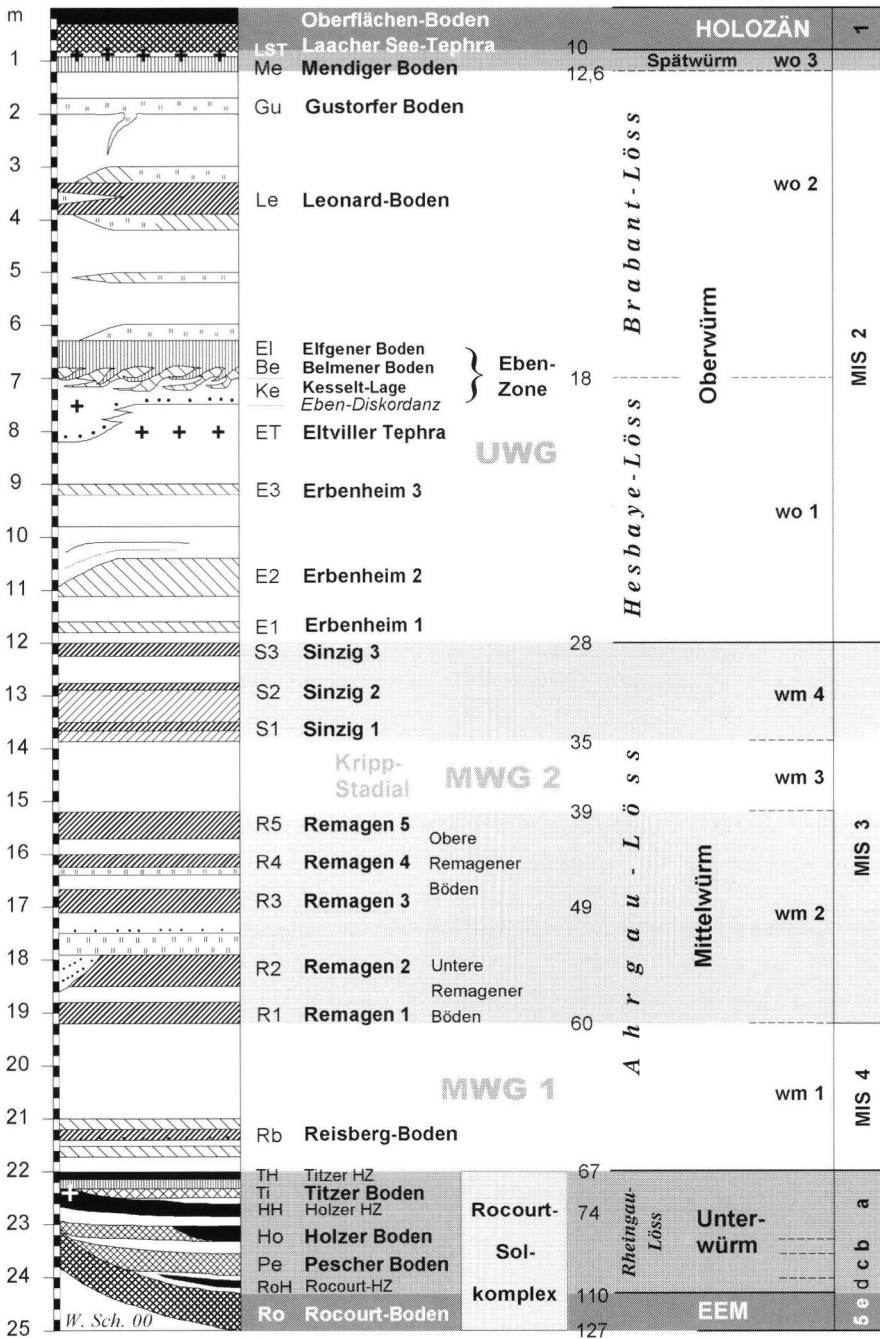 m
Oberflächen-Boden
HOLOZÄN
1
LST Laacher See-Tephra
10
1
Me Mendiger Boden
12,6
Spätwürm
wo 3
2
Gu Gustorfer Boden
3
wo 2
Le Leonard-Boden
4
5
Brabant-Löss
6
El Elfgener Boden
Be Belmener Boden
Ke Kesselt-Lage
Eben-Diskordanz
} Eben-
Zone
7
18
Oberwürm
MIS 2
8
ET Eltviller Tephra
UWG
9
E3 Erbenheim 3
10
Hesbaye-Löss
wo 1
E2 Erbenheim 2
11
E1 Erbenheim 1
12
28
S3 Sinzig 3
13
S2 Sinzig 2
wm 4
S1 Sinzig 1
14
35
Kripp-
Stadial
MWG 2
wm 3
15
39
R5 Remagen 5
16
R4 Remagen 4
R3 Remagen 3
Obere
Remagener
Böden
17
49
wm 2
MIS 3
Mittelwürm
18
R2 Remagen 2
R1 Remagen 1
Untere
Remagener
Böden
19
60
Ahrgau-Löss
20
MWG 1
wm 1
MIS 4
21
Rb Reisberg-Boden
22
67
TH Titzer HZ
Ti Titzer Boden
HH Holzer HZ
74
23
Ho Holzer Boden
Pe Pescher Boden
24
RoH Rocourt-HZ
110
Rocourt-
Sol-
komplex
Rheingau-
Löss
Unter-
würm
a
b
c
d
5 e
Ro Rocourt-Boden
EEM
25
127
W. Sch. 00